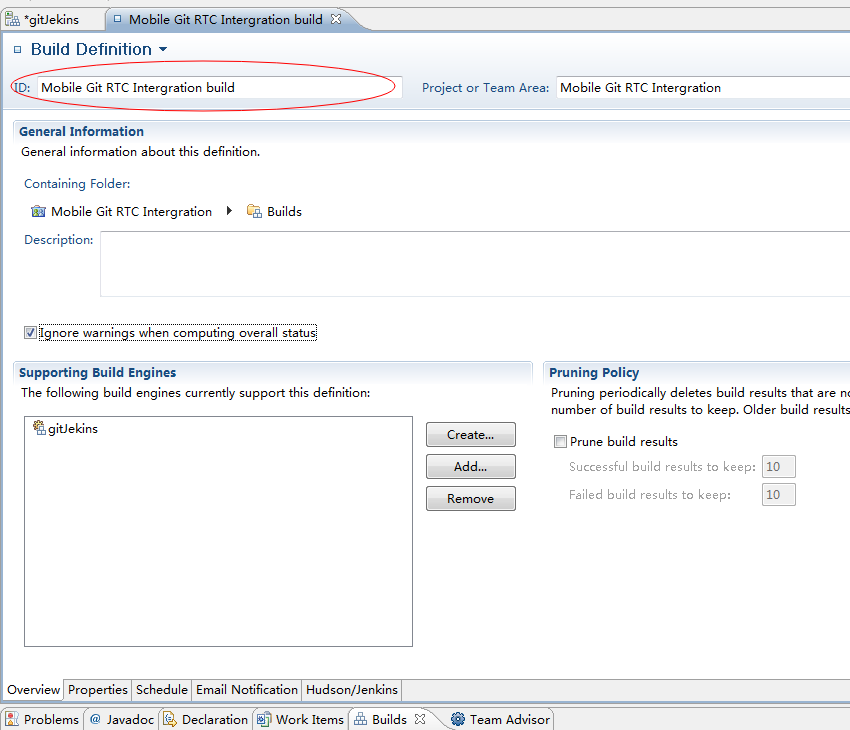 *gitJekins Mobile Git RTC Intergration build
Build Definition
ID: Mobile Git RTC Intergration build Project or Team Area: Mobile Git RTC Intergration
General Information
General information about this definition.
Containing Folder:
Mobile Git RTC Intergration Builds
Description:
Ignore warnings when computing overall status
Supporting Build Engines
The following build engines currently support this definition:
gitJekins
Create...
Add...
Remove
Pruning Policy
Pruning periodically deletes build results that are
number of build results to keep. Older build results
Prune build results
Successful build results to keep: 10
Failed build results to keep: 10
Overview Properties Schedule Email Notification Hudson/Jenkins
Problems @ Javadoc Declaration Work Items Builds Team Advisor